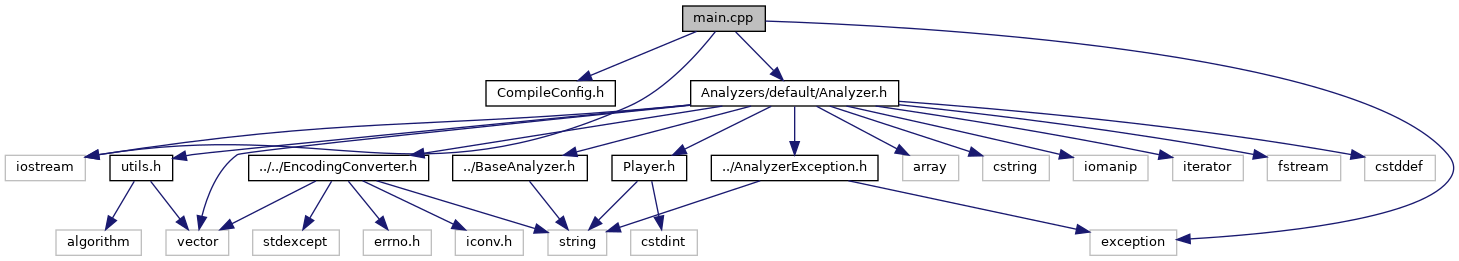 main.cpp
CompileConfig.h
Analyzers/default/Analyzer.h
iostream
utils.h
../../EncodingConverter.h
../BaseAnalyzer.h
Player.h
../AnalyzerException.h
array
cstring
iomanip
iterator
fstream
cstddef
algorithm
vector
stdexcept
errno.h
iconv.h
string
cstdint
exception